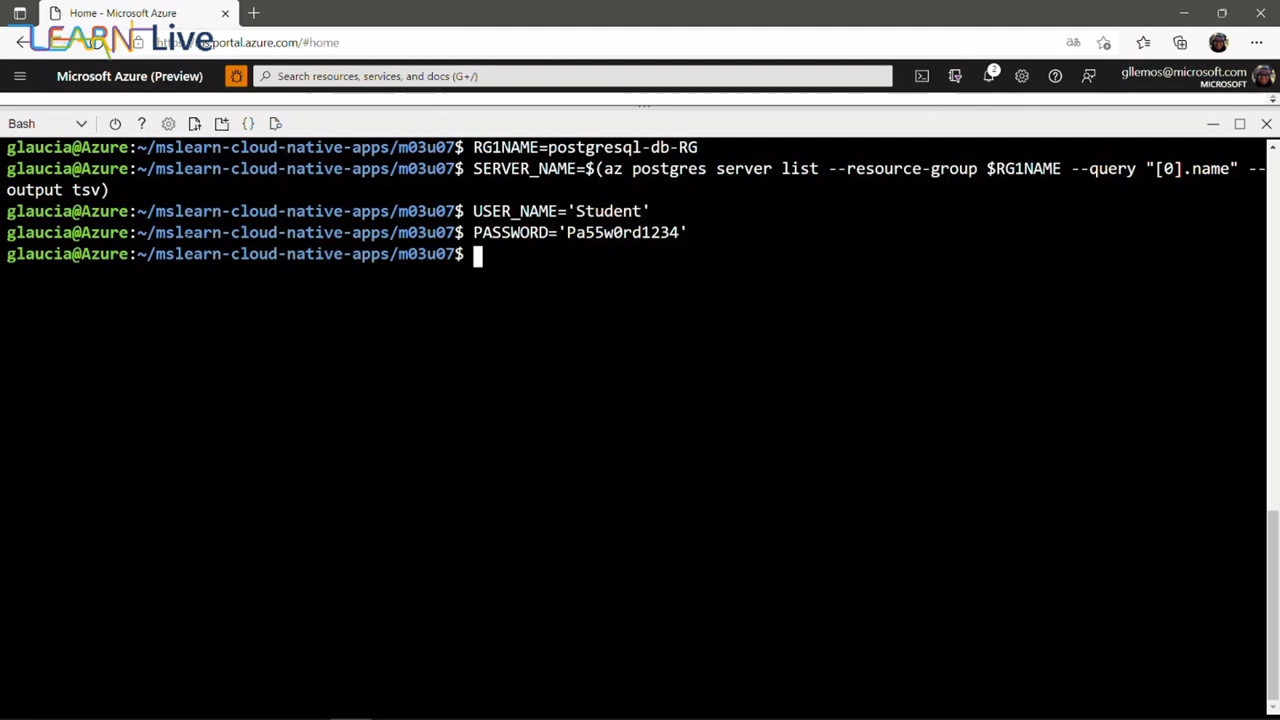 Home - Microsoft Azure
LEARN Live
https://ms.portal.azure.com/#home
Microsoft Azure (Preview)
Search resources, services, and docs (G+/)
2
gllemos@microsoft.com
MICROSOFT
Bash
glaucia@Azure:~/mslearn-cloud-native-apps/m03u07$ RG1NAME=postgresql-db-RG
glaucia@Azure:~/mslearn-cloud-native-apps/m03u07$ SERVER_NAME=$(az postgres server list --resource-group $RG1NAME --query "[0].name" --
output tsv)
glaucia@Azure:~/mslearn-cloud-native-apps/m03u07$ USER_NAME='Student'
glaucia@Azure:~/mslearn-cloud-native-apps/m03u07$ PASSWORD='Pa55w0rd1234'
glaucia@Azure:~/mslearn-cloud-native-apps/m03u07$